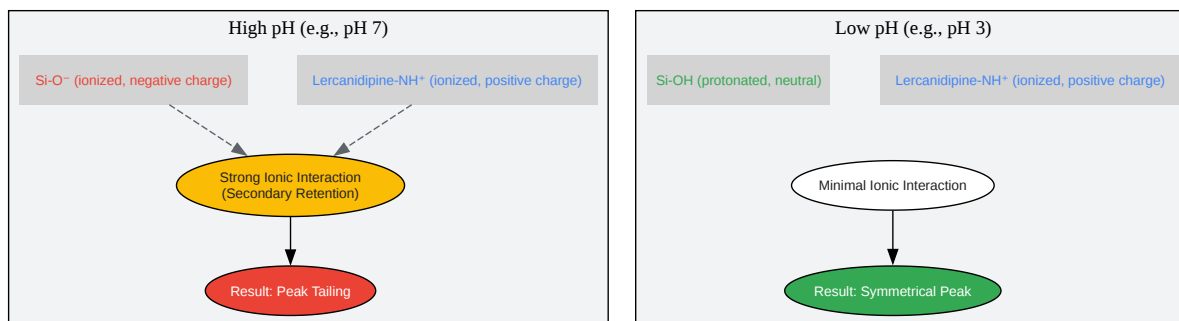 High pH (e.g., pH 7)
Si-O⁻ (ionized, negative charge)
Lercanidipine-NH⁺ (ionized, positive charge)
Strong Ionic Interaction
(Secondary Retention)
Result: Peak Tailing
Low pH (e.g., pH 3)
Si-OH (protonated, neutral)
Lercanidipine-NH⁺ (ionized, positive charge)
Minimal Ionic Interaction
Result: Symmetrical Peak